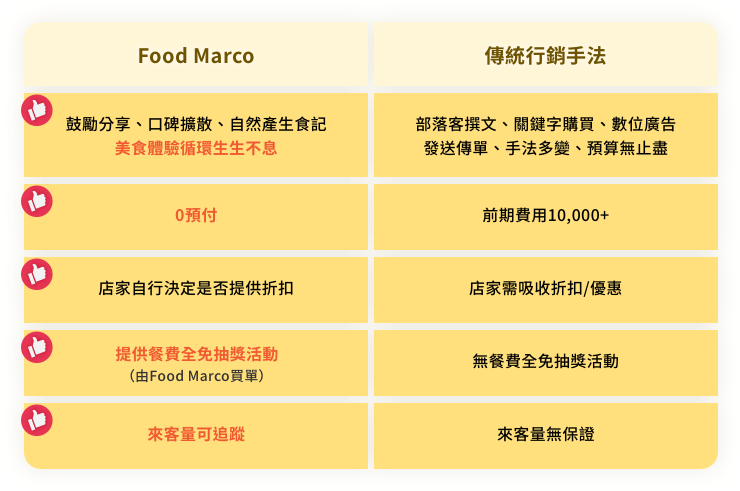 Food Marco
傳統行銷手法
鼓勵分享、口碑擴散、自然產生食記
美食體驗循環生生不息
部落客撰文、關鍵字購買、數位廣告
發送傳單、手法多變、預算無止盡
0預付
前期費用10,000+
店家自行決定是否提供折扣
店家需吸收折扣/優惠
提供餐費全免抽獎活動
（由Food Marco買單）
無餐費全免抽獎活動
來客量可追蹤
來客量無保證